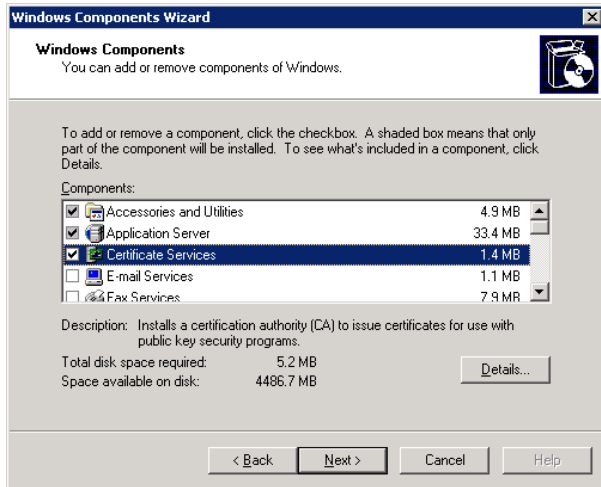 Windows Components Wizard
Windows Components
You can add or remove components of Windows.
To add or remove a component, click the checkbox. A shaded box means that only
part of the component will be installed. To see what's included in a component, click
Details.
Components:
Accessories and Utilities 4.9 MB
Application Server 33.4 MB
Certificate Services 1.4 MB
E-mail Services 1.1 MB
Fax Services 7.9 MB
Description: Installs a certification authority (CA) to issue certificates for use with
public key security programs.
Total disk space required: 5.2 MB
Space available on disk: 4486.7 MB
Details...
< Back Next > Cancel Help